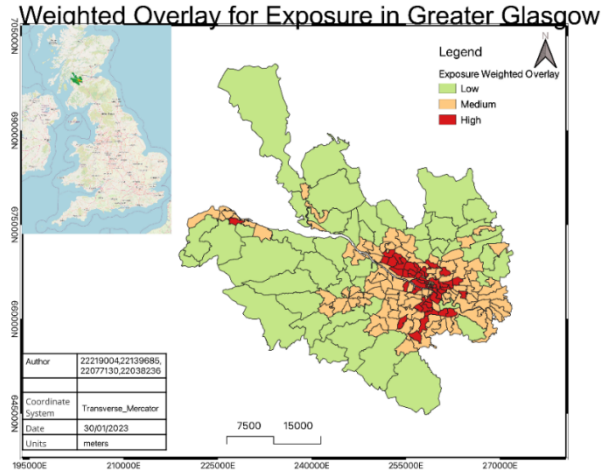 Weighted Overlay for Exposure in Greater Glasgow
N
Legend
Exposure Weighted Overlay
Low
Medium
High
705000N
690000N
675000N
660000N
645000N
Author 22219004,22139685,
22077130,22038236
Coordinate
System Transverse_Mercator
Date 30/01/2023
Units meters
7500 15000
195000E 210000E 225000E 240000E 255000E 270000E